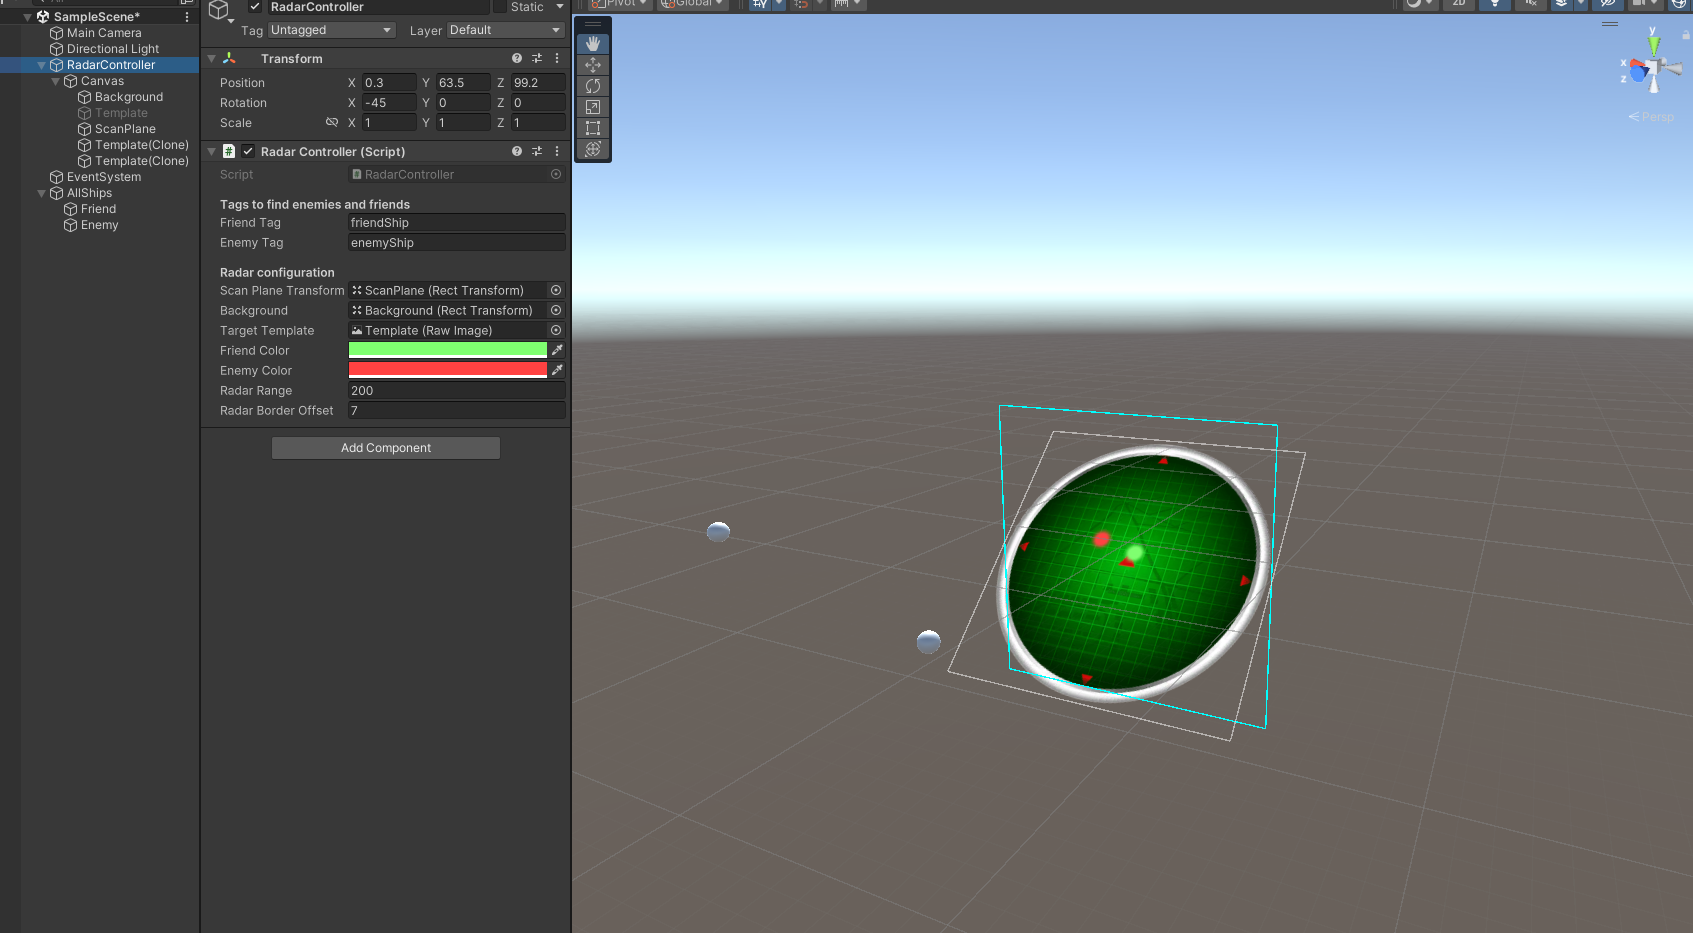 SampleScene*
Main Camera
Directional Light
RadarController
Canvas
Background
Template
ScanPlane
Template(Clone)
Template(Clone)
EventSystem
AllShips
Friend
Enemy
RadarController Static
Tag Untagged Layer Default
Transform
Position X 0.3 Y 63.5 Z 99.2
Rotation X -45 Y 0 Z 0
Scale X 1 Y 1 Z 1
# Radar Controller (Script)
Script RadarController
Tags to find enemies and friends
Friend Tag friendShip
Enemy Tag enemyShip
Radar configuration
Scan Plane Transform ScanPlane (Rect Transform)
Background Background (Rect Transform)
Target Template Template (Raw Image)
Friend Color
Enemy Color
Radar Range 200
Radar Border Offset 7
Add Component
Pivot Global 2D
y
x
z
Persp